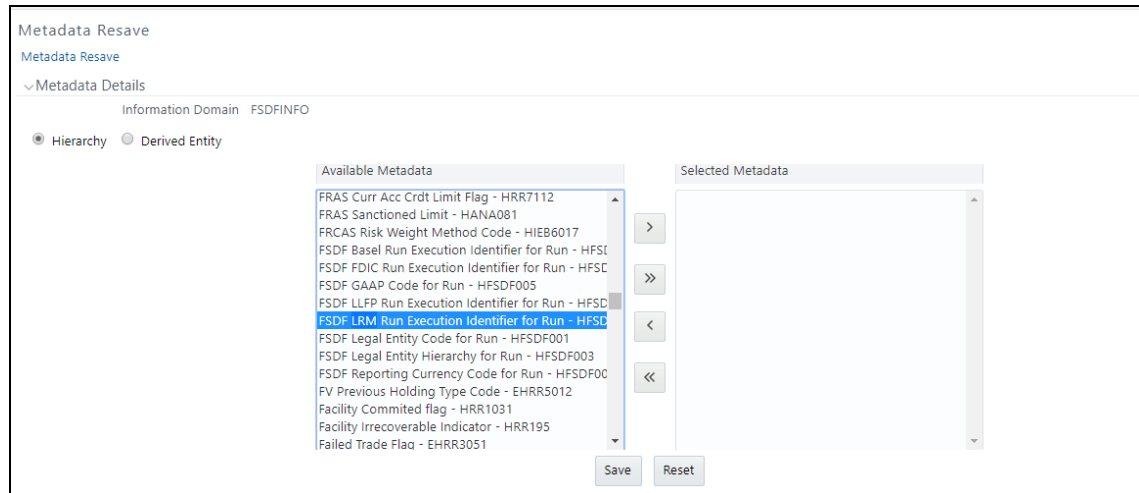 Metadata Resave
Metadata Resave
Metadata Details
Information Domain FSDFINFO
Hierarchy Derived Entity
Available Metadata
Selected Metadata
FRAS Curr Acc Crdt Limit Flag - HRR7112
FRAS Sanctioned Limit - HANA081
FRCAS Risk Weight Method Code - HIEB6017
FSDF Basel Run Execution Identifier for Run - HFSD
FSDF FDIC Run Execution Identifier for Run - HFSD
FSDF GAAP Code for Run - HFSDF005
FSDF LLFP Run Execution Identifier for Run - HFSD
FSDF LRM Run Execution Identifier for Run - HFSD
FSDF Legal Entity Code for Run - HFSDF001
FSDF Legal Entity Hierarchy for Run - HFSDF003
FSDF Reporting Currency Code for Run - HFSDF00
FV Previous Holding Type Code - EHRR5012
Facility Commited flag - HRR1031
Facility Irrecoverable Indicator - HRR195
Failed Trade Flag - EHRR3051
>
>>
<
<<
Save Reset